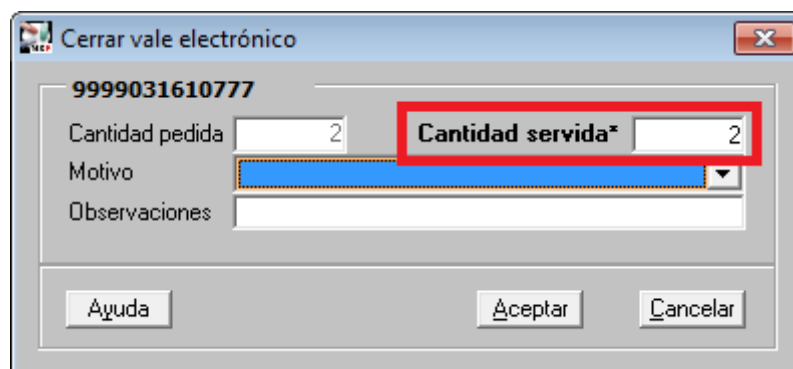 Cerrar vale electrónico
9999031610777
Cantidad pedida 2 Cantidad servida* 2
Motivo
Observaciones
Ayuda Aceptar Cancelar